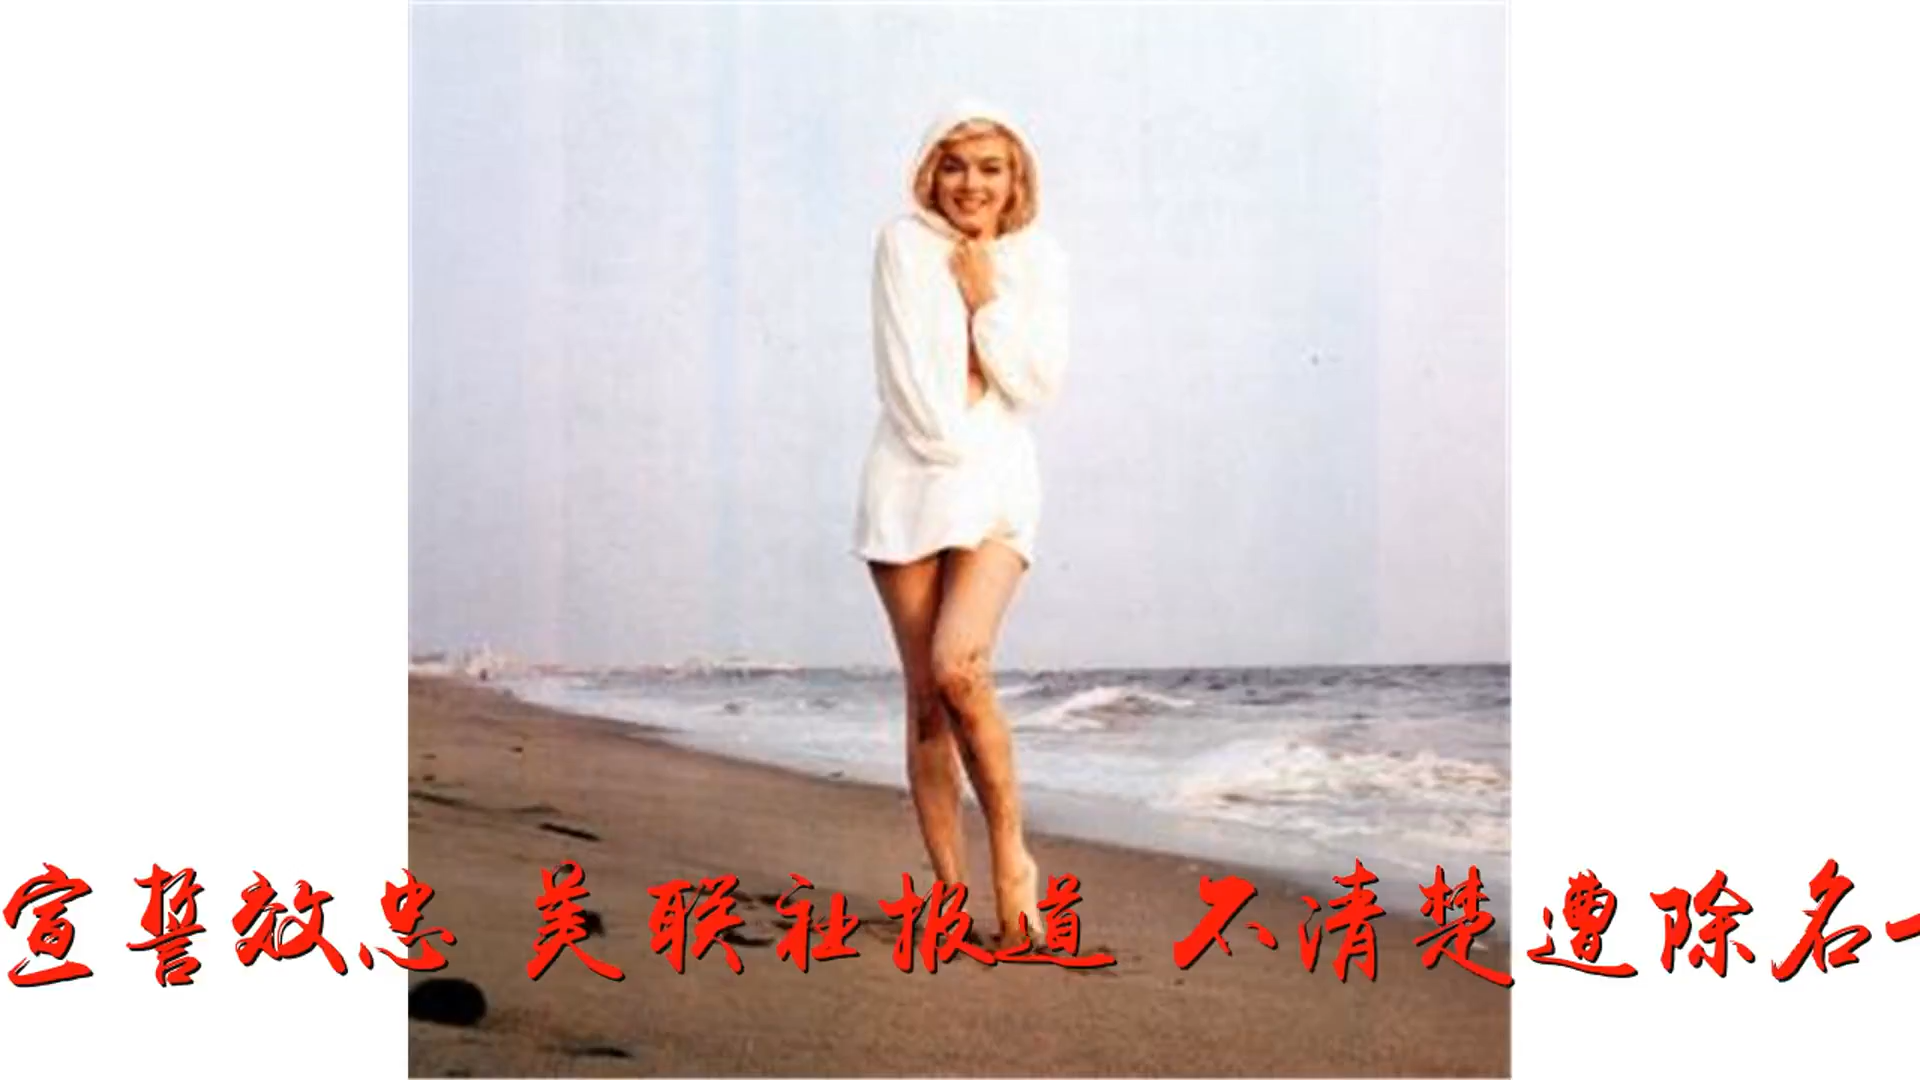 宣誓效忠 美联社报道 不清楚遭除名